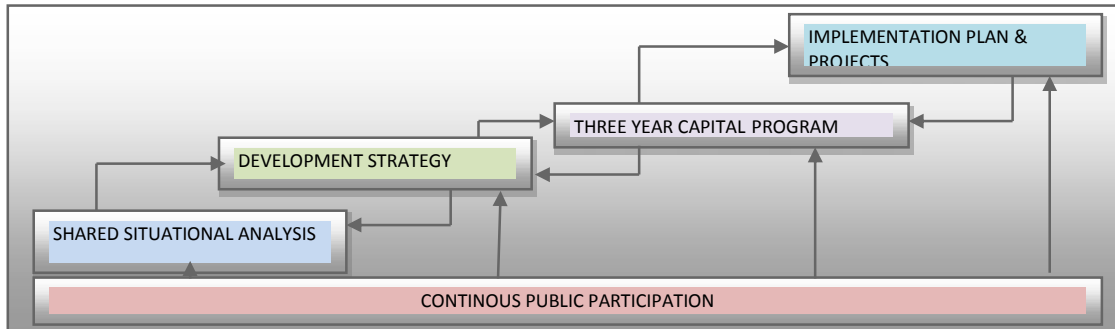 IMPLEMENTATION PLAN &
PROJECTS
THREE YEAR CAPITAL PROGRAM
DEVELOPMENT STRATEGY
SHARED SITUATIONAL ANALYSIS
CONTINOUS PUBLIC PARTICIPATION